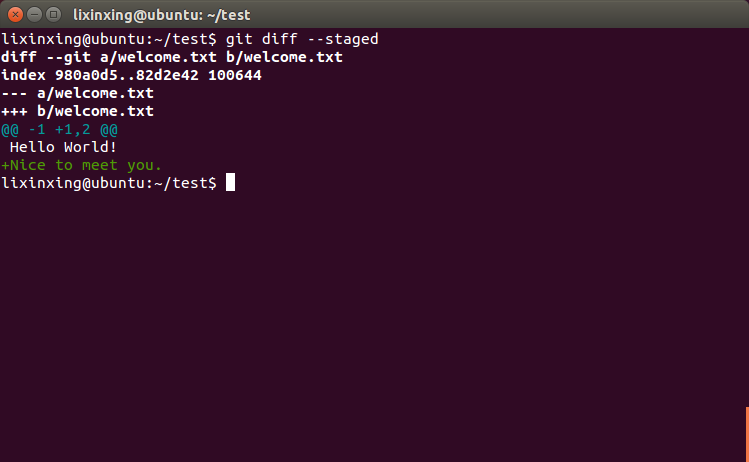 lixinxing@ubuntu: ~/test
lixinxing@ubuntu:~/test$ git diff --staged
diff --git a/welcome.txt b/welcome.txt
index 980a0d5..82d2e42 100644
--- a/welcome.txt
+++ b/welcome.txt
@@ -1 +1,2 @@
 Hello World!
+Nice to meet you.
lixinxing@ubuntu:~/test$